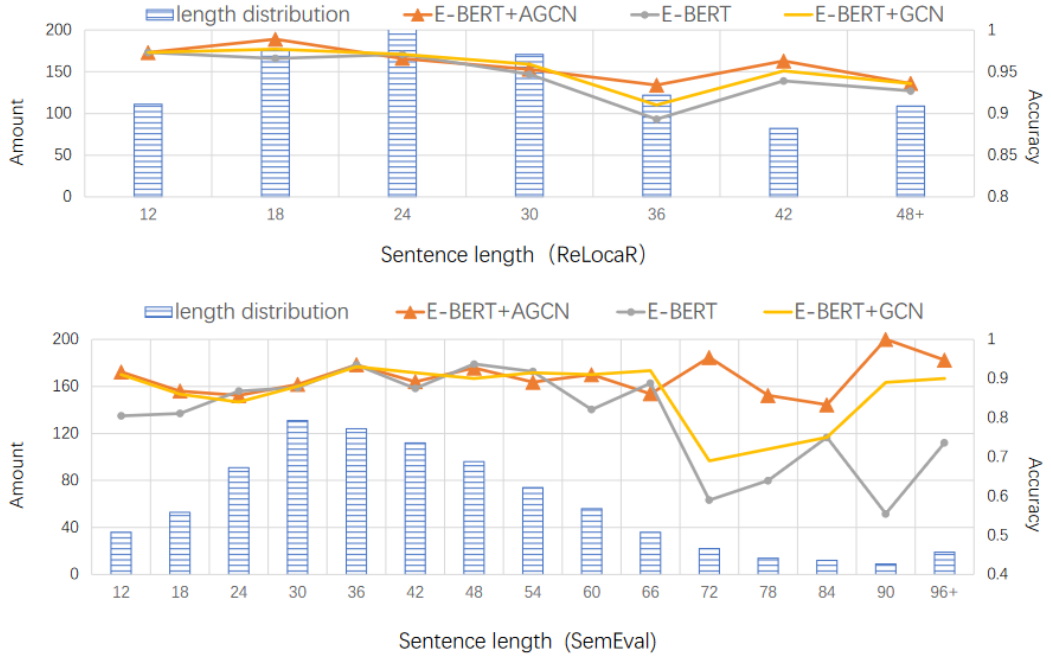 length distribution E-BERT+AGCN E-BERT E-BERT+GCN
200 1
150 0.95
100 0.9
50 0.85
0 0.8
Amount
Accuracy
12 18 24 30 36 42 48+
Sentence length（ReLocaR）
length distribution E-BERT+AGCN E-BERT E-BERT+GCN
200 1
160 0.9
0.8
120
0.7
80
0.6
40
0.5
0 0.4
Amount
Accuracy
12 18 24 30 36 42 48 54 60 66 72 78 84 90 96+
Sentence length (SemEval)